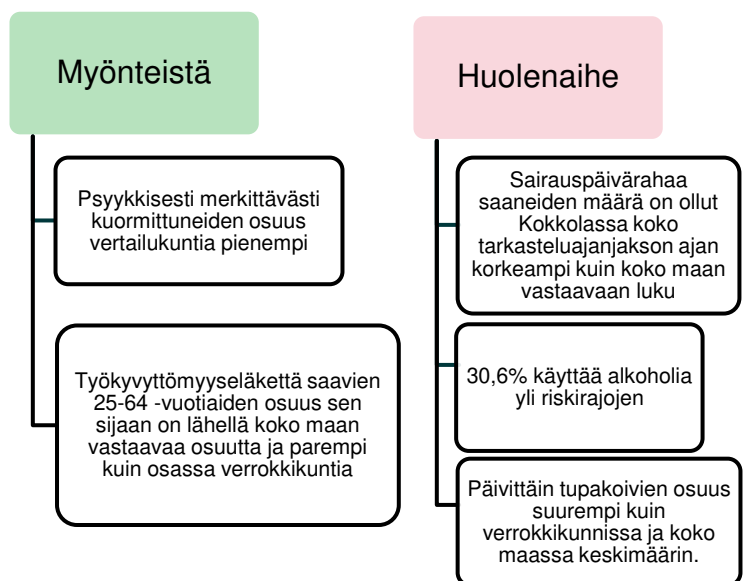 Myönteistä
Psyykkisesti merkittävästi
kuormittuneiden osuus
vertailukuntia pienempi
Työkyvyttömyyseläkettä saavien
25-64 -vuotiaiden osuus sen
sijaan on lähellä koko maan
vastaavaa osuutta ja parempi
kuin osassa verrokkikuntia
Huolenaihe
Sairauspäivärahaa
saaneiden määrä on ollut
Kokkolassa koko
tarkasteluajanjakson ajan
korkeampi kuin koko maan
vastaavaan luku
30,6% käyttää alkoholia
yli riskirajojen
Päivittäin tupakoivien osuus
suurempi kuin
verrokkikunnissa ja koko
maassa keskimäärin.